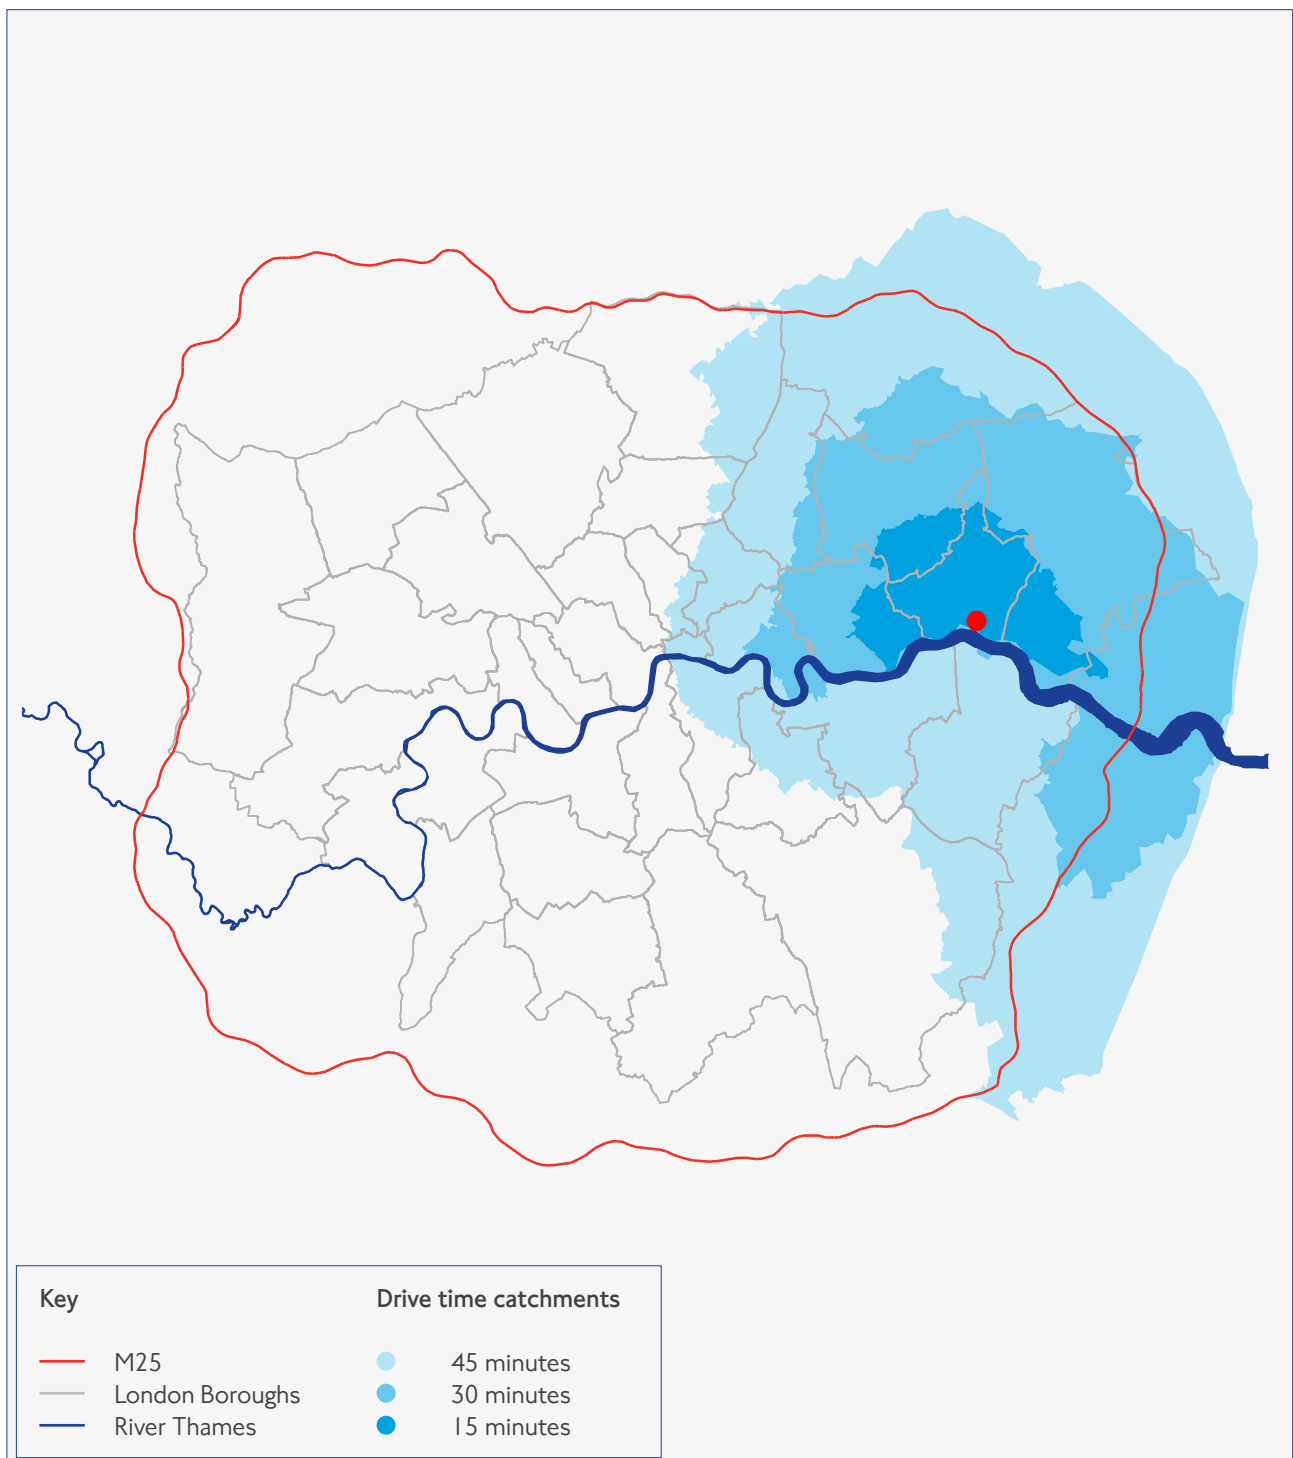 Key
Drive time catchments
M25
45 minutes
London Boroughs
30 minutes
River Thames
15 minutes